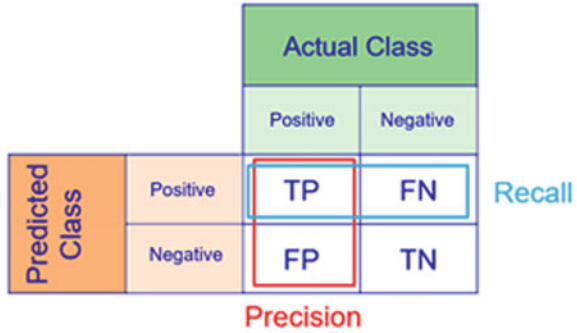 Actual Class
Positive Negative
Predicted Class
Positive TP FN Recall
Negative FP TN
Precision